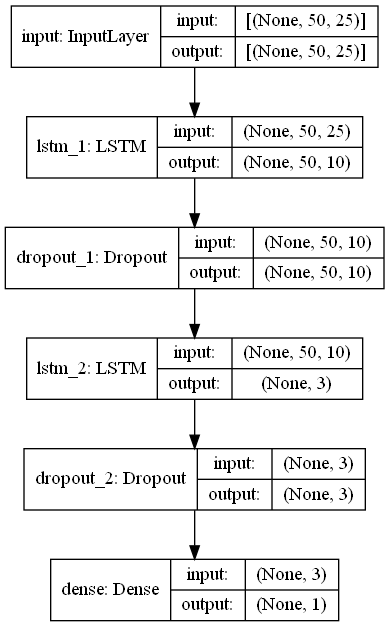 input: InputLayer
input: [(None, 50, 25)]
output: [(None, 50, 25)]
lstm_1: LSTM
input: (None, 50, 25)
output: (None, 50, 10)
dropout_1: Dropout
input: (None, 50, 10)
output: (None, 50, 10)
lstm_2: LSTM
input: (None, 50, 10)
output: (None, 3)
dropout_2: Dropout
input: (None, 3)
output: (None, 3)
dense: Dense
input: (None, 3)
output: (None, 1)